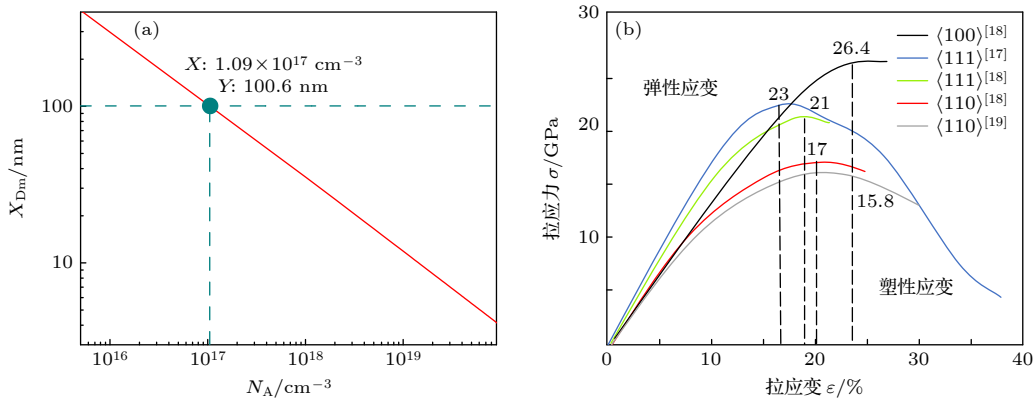 (a)
X: 1.09×10¹⁷ cm⁻³
Y: 100.6 nm
100
10
X_Dm/nm
10¹⁶
10¹⁷
10¹⁸
10¹⁹
N_A/cm⁻³
(b)
⟨100⟩[18]
⟨111⟩[17]
⟨111⟩[18]
⟨110⟩[18]
⟨110⟩[19]
弹性应变
26.4
23
21
17
15.8
塑性应变
30
20
10
0
拉应力 σ/GPa
0
10
20
30
40
拉应变 ε/%